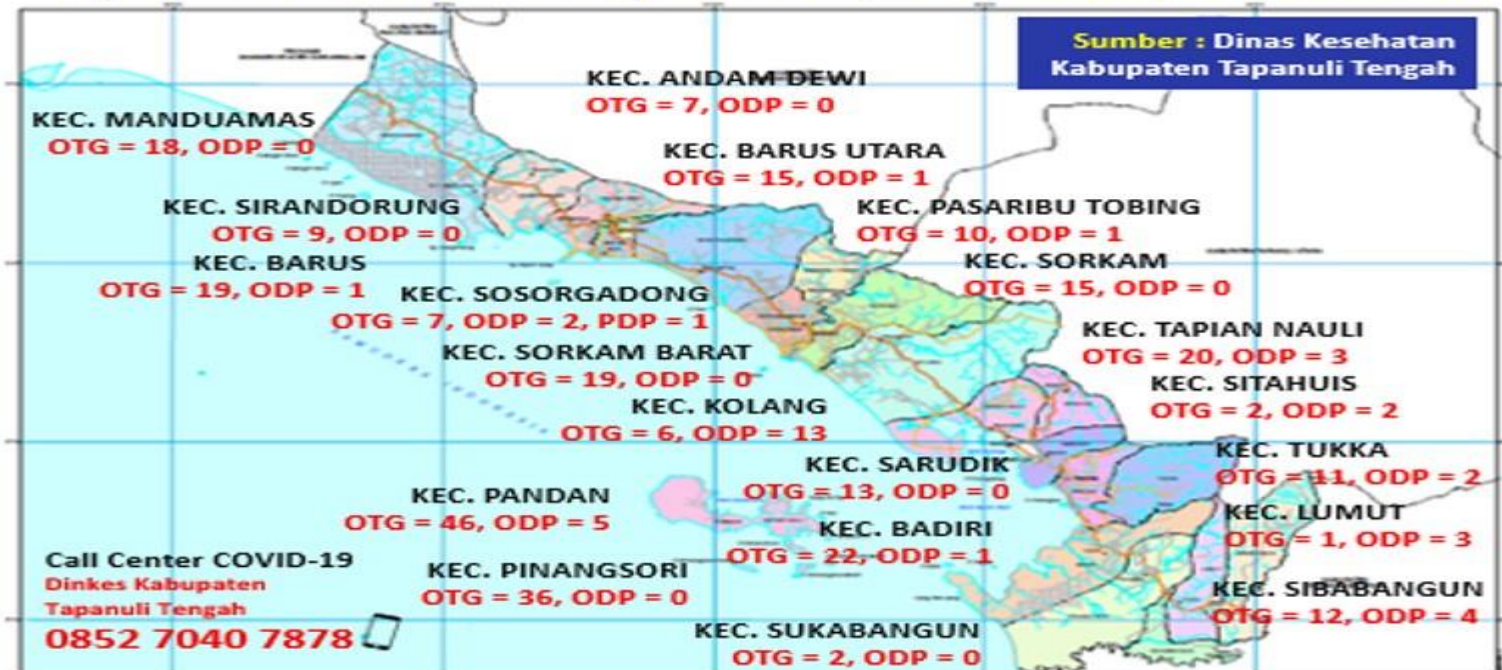 Sumber : Dinas Kesehatan
Kabupaten Tapanuli Tengah
KEC. ANDAM DEWI
OTG = 7, ODP = 0
KEC. MANDUAMAS
OTG = 18, ODP = 0
KEC. BARUS UTARA
OTG = 15, ODP = 1
KEC. SIRANDORUNG
OTG = 9, ODP = 0
KEC. PASARIBU TOBING
OTG = 10, ODP = 1
KEC. BARUS
OTG = 19, ODP = 1
KEC. SORKAM
OTG = 15, ODP = 0
KEC. SOSORGADONG
OTG = 7, ODP = 2, PDP = 1
KEC. TAPIAN NAULI
OTG = 20, ODP = 3
KEC. SORKAM BARAT
OTG = 19, ODP = 0
KEC. SITAHUIS
OTG = 2, ODP = 2
KEC. KOLANG
OTG = 6, ODP = 13
KEC. TUKKA
OTG = 11, ODP = 2
KEC. SARUDIK
OTG = 13, ODP = 0
KEC. PANDAN
OTG = 46, ODP = 5
KEC. LUMUT
OTG = 1, ODP = 3
KEC. BADIRI
OTG = 22, ODP = 1
KEC. PINANGSORI
OTG = 36, ODP = 0
KEC. SIBABANGUN
OTG = 12, ODP = 4
KEC. SUKABANGUN
OTG = 2, ODP = 0
Call Center COVID-19
Dinkes Kabupaten
Tapanuli Tengah
0852 7040 7878